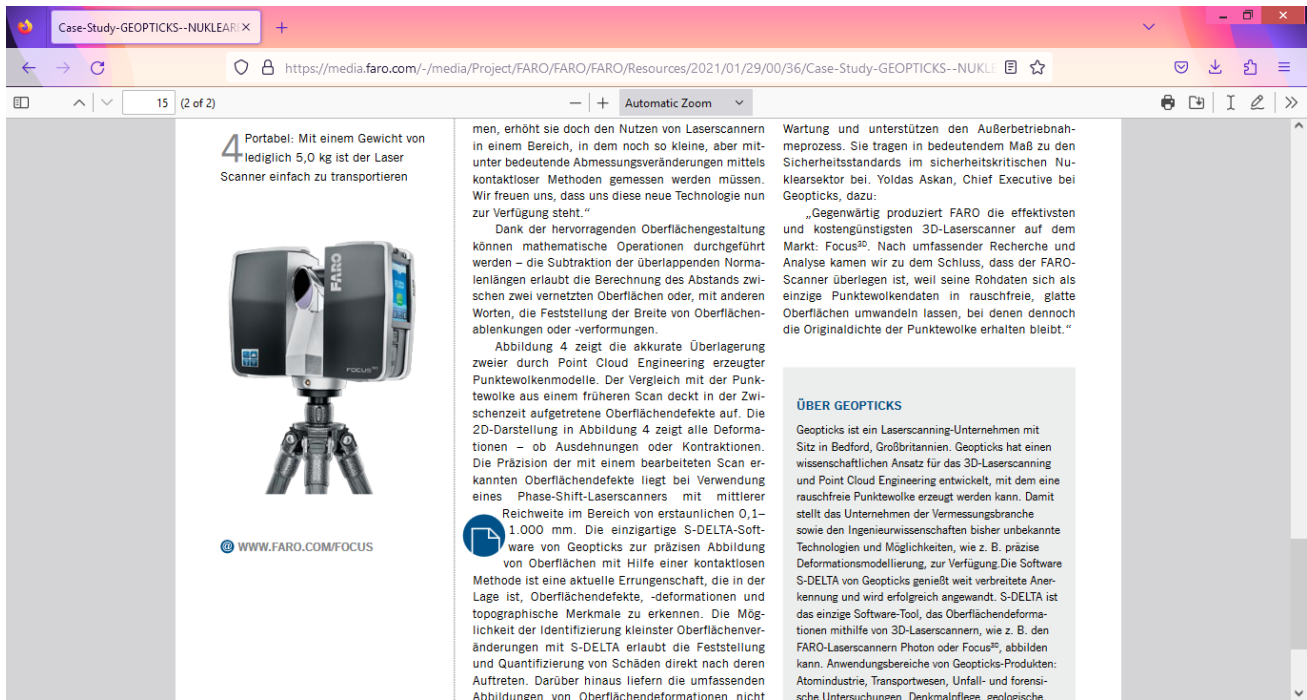 Case-Study-GEOPTICKS--NUKLEARE
https://media.faro.com/-/media/Project/FARO/FARO/FARO/Resources/2021/01/29/00/36/Case-Study-GEOPTICKS--NUKLE
15 (2 of 2)
Automatic Zoom
4 Portabel: Mit einem Gewicht von
lediglich 5,0 kg ist der Laser
Scanner einfach zu transportieren
FARO
FOCUS3D
@ WWW.FARO.COM/FOCUS
men, erhöht sie doch den Nutzen von Laserscannern
in einem Bereich, in dem noch so kleine, aber mit-
unter bedeutende Abmessungsveränderungen mittels
kontaktloser Methoden gemessen werden müssen.
Wir freuen uns, dass uns diese neue Technologie nun
zur Verfügung steht.“
Dank der hervorragenden Oberflächengestaltung
können mathematische Operationen durchgeführt
werden – die Subtraktion der überlappenden Norma-
lenlängen erlaubt die Berechnung des Abstands zwi-
schen zwei vernetzten Oberflächen oder, mit anderen
Worten, die Feststellung der Breite von Oberflächen-
ablenkungen oder -verformungen.
Abbildung 4 zeigt die akkurate Überlagerung
zweier durch Point Cloud Engineering erzeugter
Punktewolkenmodelle. Der Vergleich mit der Punk-
tewolke aus einem früheren Scan deckt in der Zwi-
schenzeit aufgetretene Oberflächendefekte auf. Die
2D-Darstellung in Abbildung 4 zeigt alle Deforma-
tionen – ob Ausdehnungen oder Kontraktionen.
Die Präzision der mit einem bearbeiteten Scan er-
kannten Oberflächendefekte liegt bei Verwendung
eines Phase-Shift-Laserscanners mit mittlerer
Reichweite im Bereich von erstaunlichen 0,1–
1.000 mm. Die einzigartige S-DELTA-Soft-
ware von Geopticks zur präzisen Abbildung
von Oberflächen mit Hilfe einer kontaktlosen
Methode ist eine aktuelle Errungenschaft, die in der
Lage ist, Oberflächendefekte, -deformationen und
topographische Merkmale zu erkennen. Die Mög-
lichkeit der Identifizierung kleinster Oberflächenver-
änderungen mit S-DELTA erlaubt die Feststellung
und Quantifizierung von Schäden direkt nach deren
Auftreten. Darüber hinaus liefern die umfassenden
Abbildungen von Oberflächendeformationen nicht
Wartung und unterstützen den Außerbetriebnah-
meprozess. Sie tragen in bedeutendem Maß zu den
Sicherheitsstandards im sicherheitskritischen Nu-
klearsektor bei. Yoldas Askan, Chief Executive bei
Geopticks, dazu:
„Gegenwärtig produziert FARO die effektivsten
und kostengünstigsten 3D-Laserscanner auf dem
Markt: Focus3D. Nach umfassender Recherche und
Analyse kamen wir zu dem Schluss, dass der FARO-
Scanner überlegen ist, weil seine Rohdaten sich als
einzige Punktewolkendaten in rauschfreie, glatte
Oberflächen umwandeln lassen, bei denen dennoch
die Originaldichte der Punktewolke erhalten bleibt.“
ÜBER GEOPTICKS
Geopticks ist ein Laserscanning-Unternehmen mit
Sitz in Bedford, Großbritannien. Geopticks hat einen
wissenschaftlichen Ansatz für das 3D-Laserscanning
und Point Cloud Engineering entwickelt, mit dem eine
rauschfreie Punktewolke erzeugt werden kann. Damit
stellt das Unternehmen der Vermessungsbranche
sowie den Ingenieurwissenschaften bisher unbekannte
Technologien und Möglichkeiten, wie z. B. präzise
Deformationsmodellierung, zur Verfügung.Die Software
S-DELTA von Geopticks genießt weit verbreitete Aner-
kennung und wird erfolgreich angewandt. S-DELTA ist
das einzige Software-Tool, das Oberflächendeforma-
tionen mithilfe von 3D-Laserscannern, wie z. B. den
FARO-Laserscannern Photon oder Focus3D, abbilden
kann. Anwendungsbereiche von Geopticks-Produkten:
Atomindustrie, Transportwesen, Unfall- und forensi-
sche Untersuchungen, Denkmalpflege, geologische